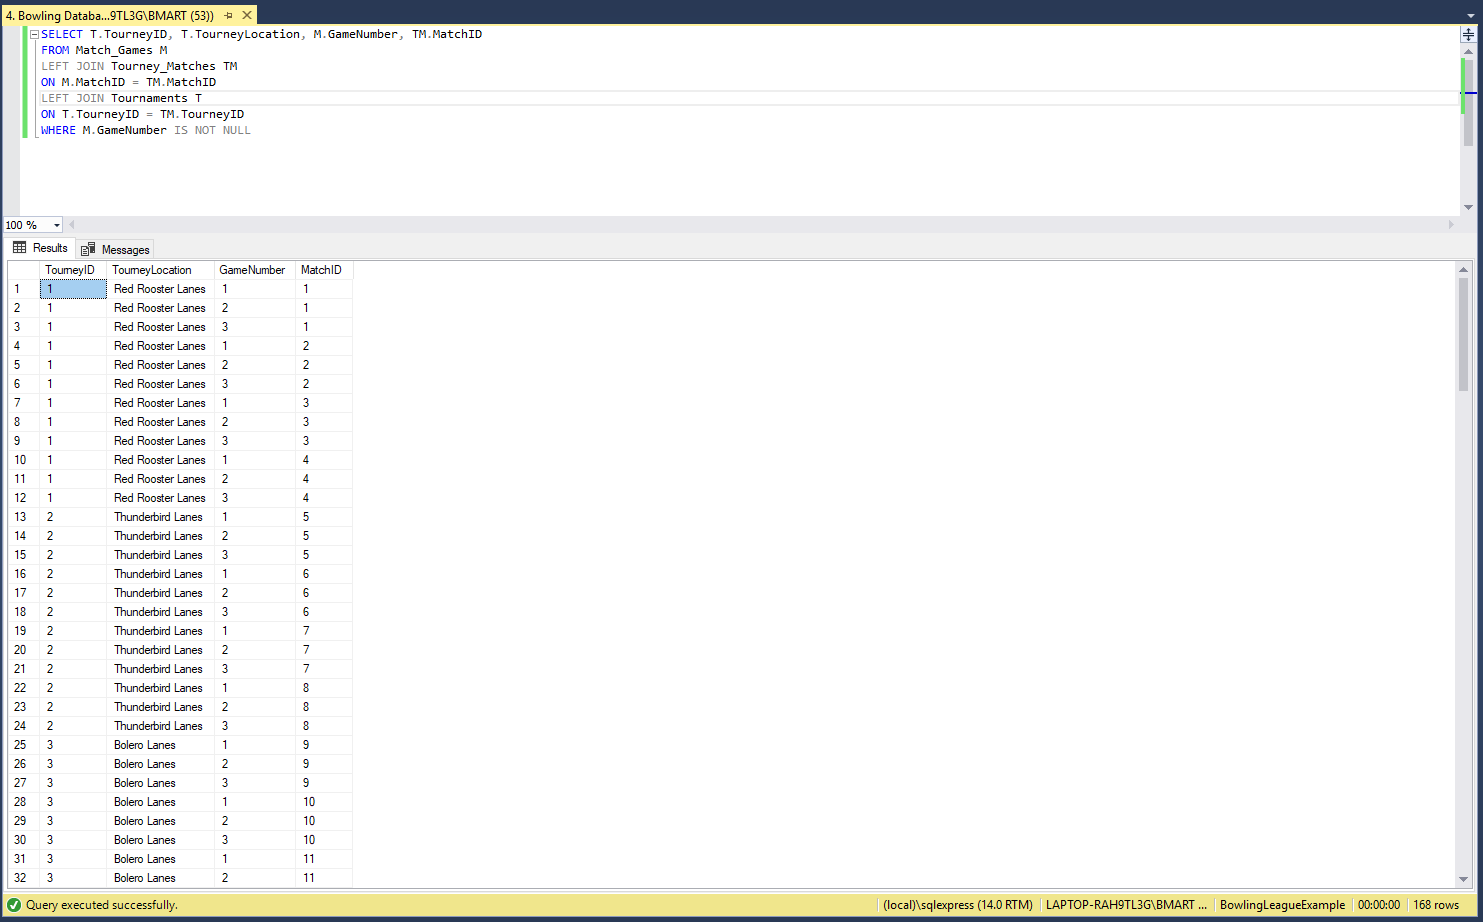 4. Bowling Databa...9TL3G\BMART (53))
SELECT T.TourneyID, T.TourneyLocation, M.GameNumber, TM.MatchID
FROM Match_Games M
LEFT JOIN Tourney_Matches TM
ON M.MatchID = TM.MatchID
LEFT JOIN Tournaments T
ON T.TourneyID = TM.TourneyID
WHERE M.GameNumber IS NOT NULL
100 %
Results Messages
TourneyID TourneyLocation GameNumber MatchID
1 1 Red Rooster Lanes 1 1
2 1 Red Rooster Lanes 2 1
3 1 Red Rooster Lanes 3 1
4 1 Red Rooster Lanes 1 2
5 1 Red Rooster Lanes 2 2
6 1 Red Rooster Lanes 3 2
7 1 Red Rooster Lanes 1 3
8 1 Red Rooster Lanes 2 3
9 1 Red Rooster Lanes 3 3
10 1 Red Rooster Lanes 1 4
11 1 Red Rooster Lanes 2 4
12 1 Red Rooster Lanes 3 4
13 2 Thunderbird Lanes 1 5
14 2 Thunderbird Lanes 2 5
15 2 Thunderbird Lanes 3 5
16 2 Thunderbird Lanes 1 6
17 2 Thunderbird Lanes 2 6
18 2 Thunderbird Lanes 3 6
19 2 Thunderbird Lanes 1 7
20 2 Thunderbird Lanes 2 7
21 2 Thunderbird Lanes 3 7
22 2 Thunderbird Lanes 1 8
23 2 Thunderbird Lanes 2 8
24 2 Thunderbird Lanes 3 8
25 3 Bolero Lanes 1 9
26 3 Bolero Lanes 2 9
27 3 Bolero Lanes 3 9
28 3 Bolero Lanes 1 10
29 3 Bolero Lanes 2 10
30 3 Bolero Lanes 3 10
31 3 Bolero Lanes 1 11
32 3 Bolero Lanes 2 11
Query executed successfully. (local)\sqlexpress (14.0 RTM) LAPTOP-RAH9TL3G\BMART ... BowlingLeagueExample 00:00:00 168 rows